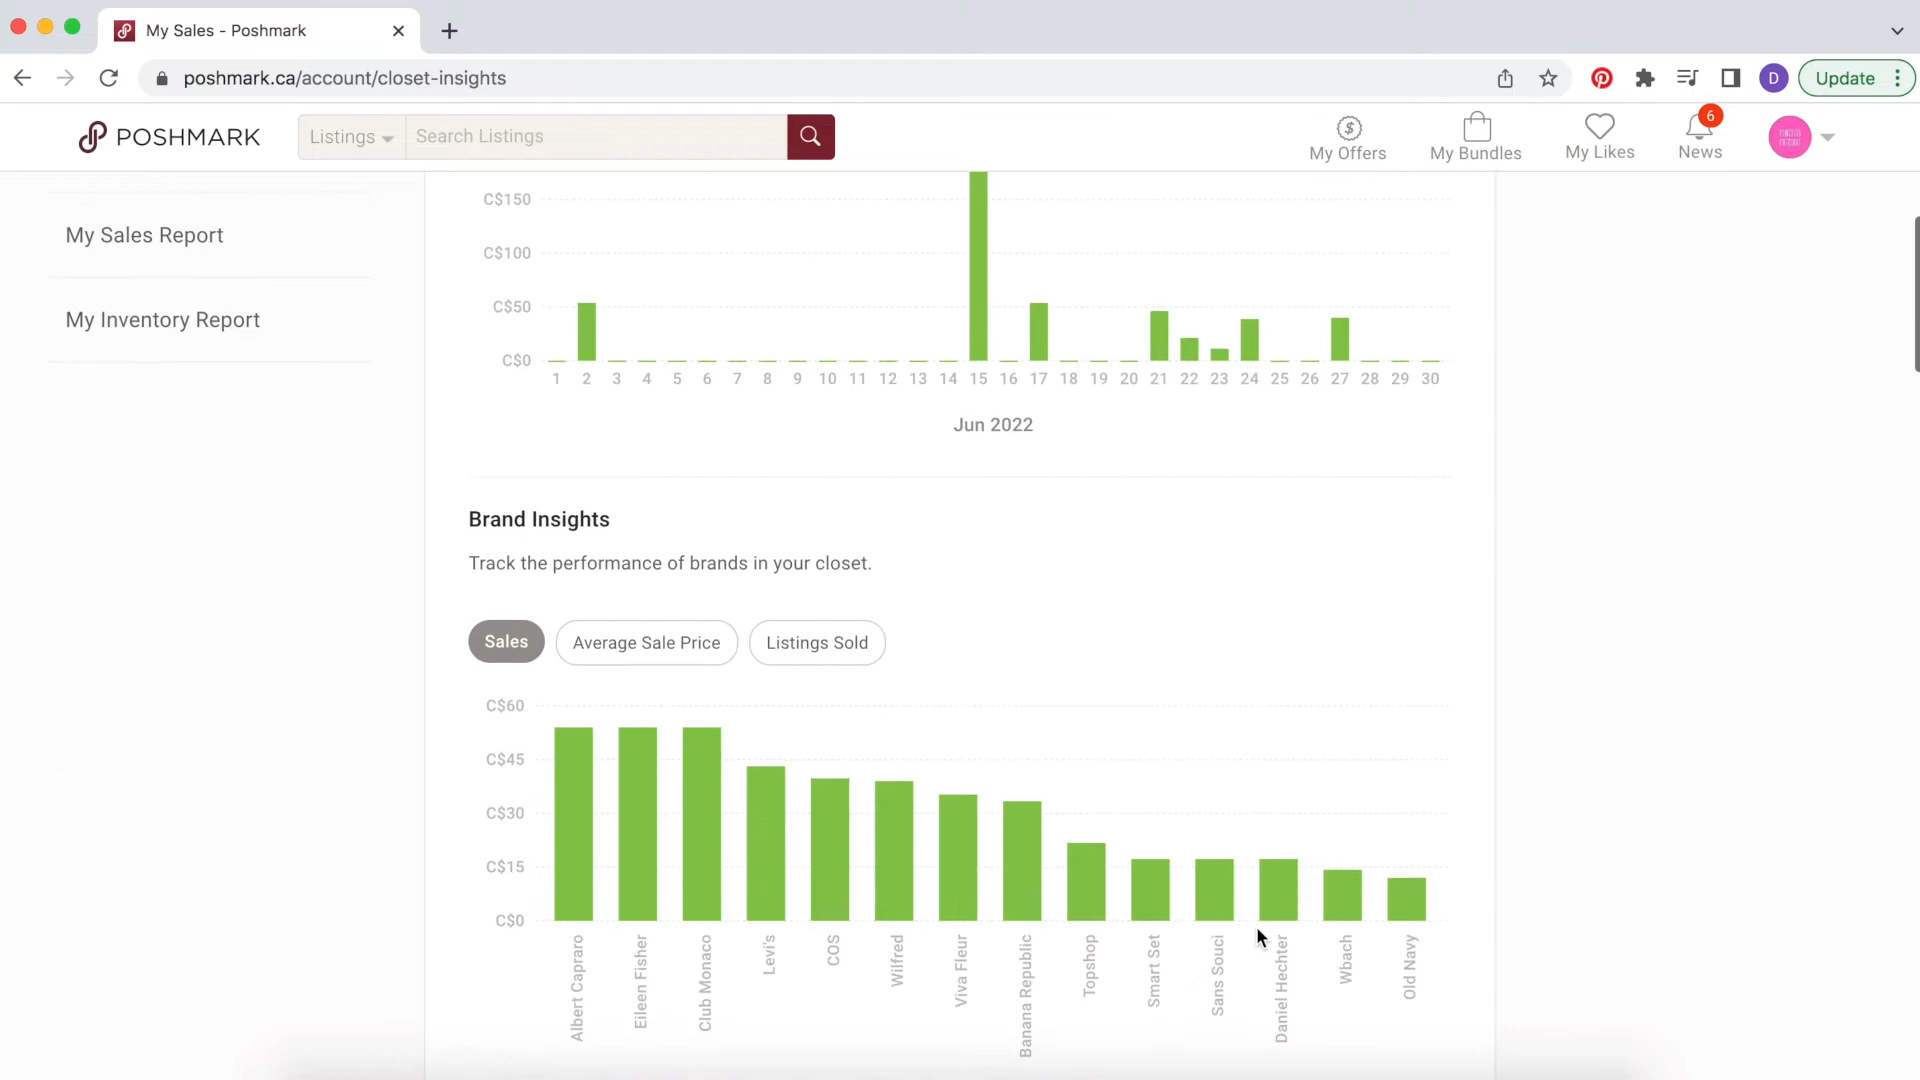 My Sales - Poshmark
poshmark.ca/account/closet-insights
D
Update
POSHMARK
Listings
Search Listings
My Offers
My Bundles
My Likes
6
News
My Sales Report
My Inventory Report
C$150
C$100
C$50
C$0
1 2 3 4 5 6 7 8 9 10 11 12 13 14 15 16 17 18 19 20 21 22 23 24 25 26 27 28 29 30
Jun 2022
Brand Insights
Track the performance of brands in your closet.
Sales
Average Sale Price
Listings Sold
C$60
C$45
C$30
C$15
C$0
Albert Capraro
Eileen Fisher
Club Monaco
Levi's
COS
Wilfred
Viva Fleur
Banana Republic
Topshop
Smart Set
Sans Souci
Daniel Hechter
Wbach
Old Navy